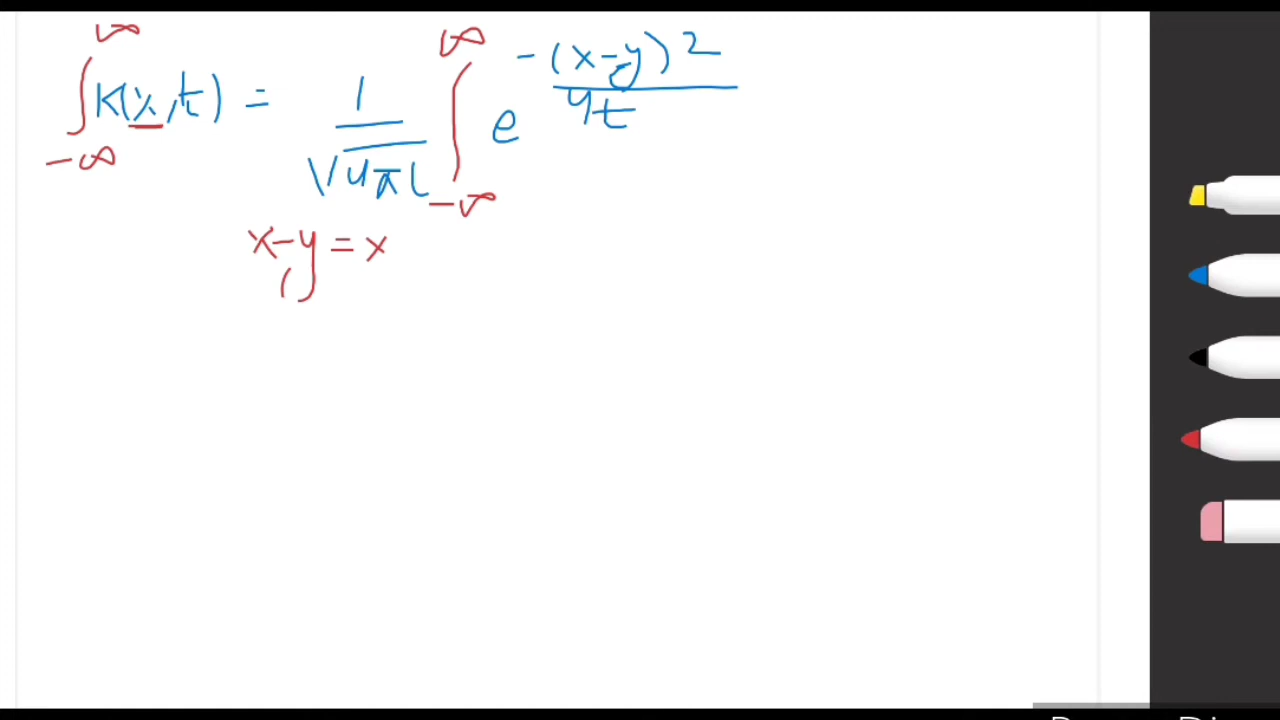 ∫_{-∞}^{∞} K(x,t) = 1/√(4πt) ∫_{-∞}^{∞} e^{-(x-y)²/4t}
x-y = x